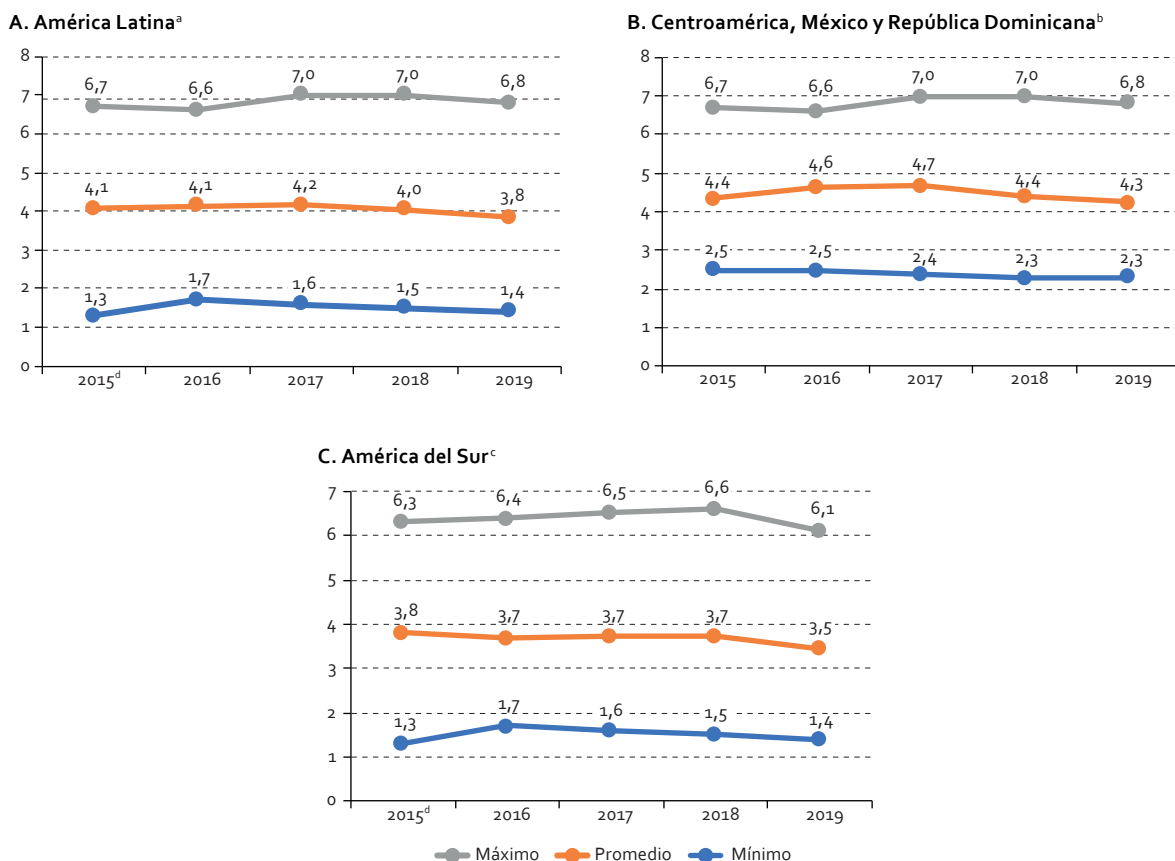 A. América Latinaᵃ
8
7
6
5
4
3
2
1
0
6,7 6,6 7,0 7,0 6,8
4,1 4,1 4,2 4,0 3,8
1,3 1,7 1,6 1,5 1,4
2015ᵈ 2016 2017 2018 2019
B. Centroamérica, México y República Dominicanaᵇ
8
7
6
5
4
3
2
1
0
6,7 6,6 7,0 7,0 6,8
4,4 4,6 4,7 4,4 4,3
2,5 2,5 2,4 2,3 2,3
2015 2016 2017 2018 2019
C. América del Surᶜ
7
6
5
4
3
2
1
0
6,3 6,4 6,5 6,6 6,1
3,8 3,7 3,7 3,7 3,5
1,3 1,7 1,6 1,5 1,4
2015ᵈ 2016 2017 2018 2019
Máximo Promedio Mínimo